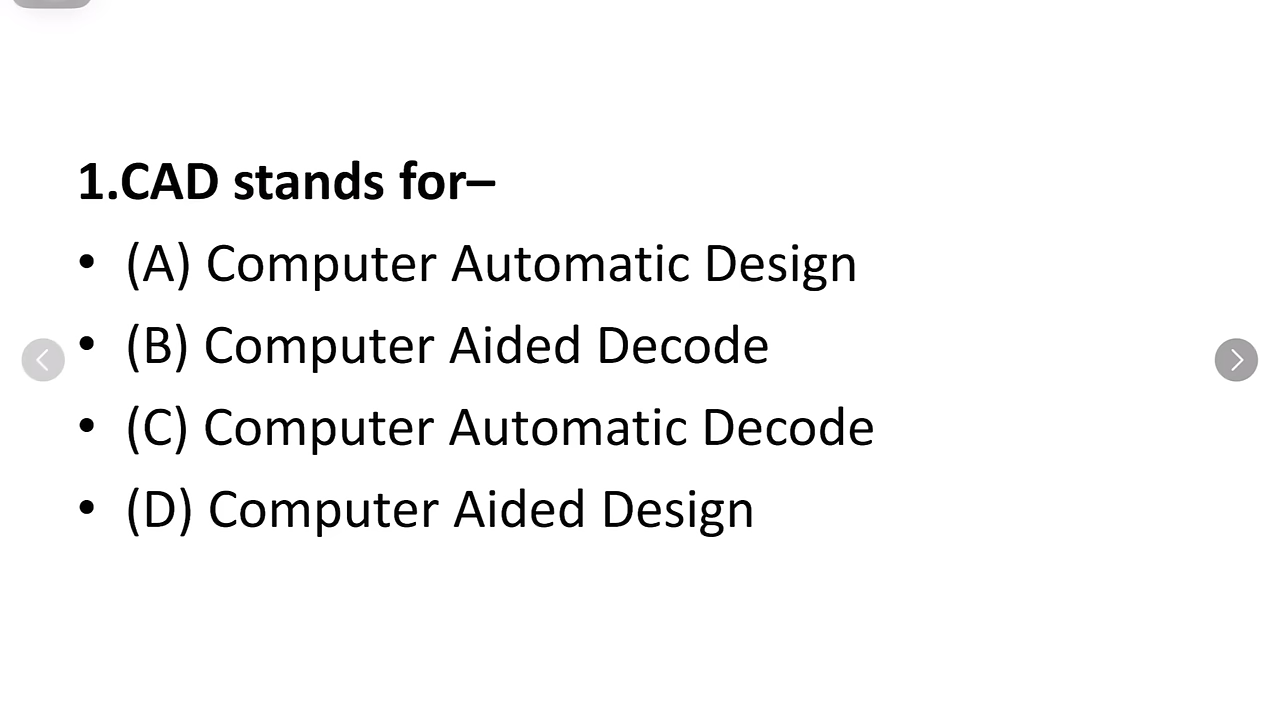 1.CAD stands for–
• (A) Computer Automatic Design
• (B) Computer Aided Decode
• (C) Computer Automatic Decode
• (D) Computer Aided Design